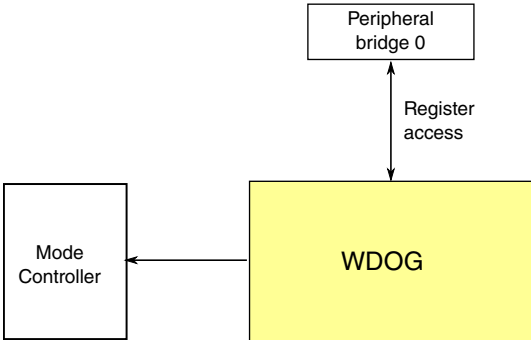 Peripheral
bridge 0
Register
access
Mode
Controller
WDOG